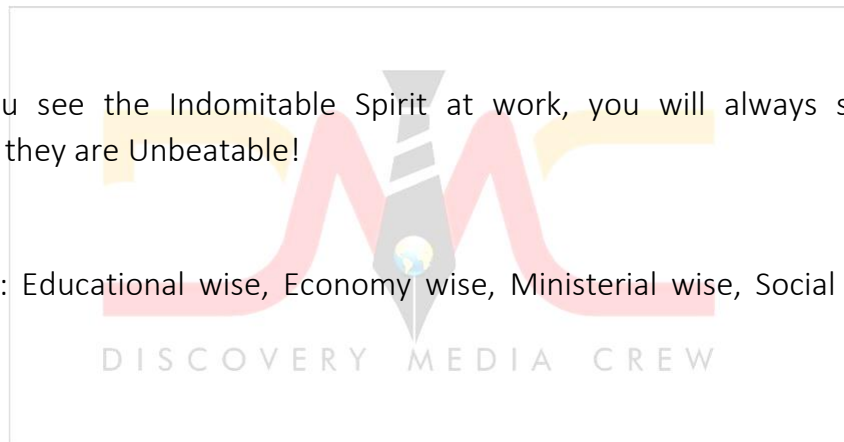 u see the Indomitable Spirit at work, you will always s
they are Unbeatable!
: Educational wise, Economy wise, Ministerial wise, Social
DISCOVERY MEDIA CREW